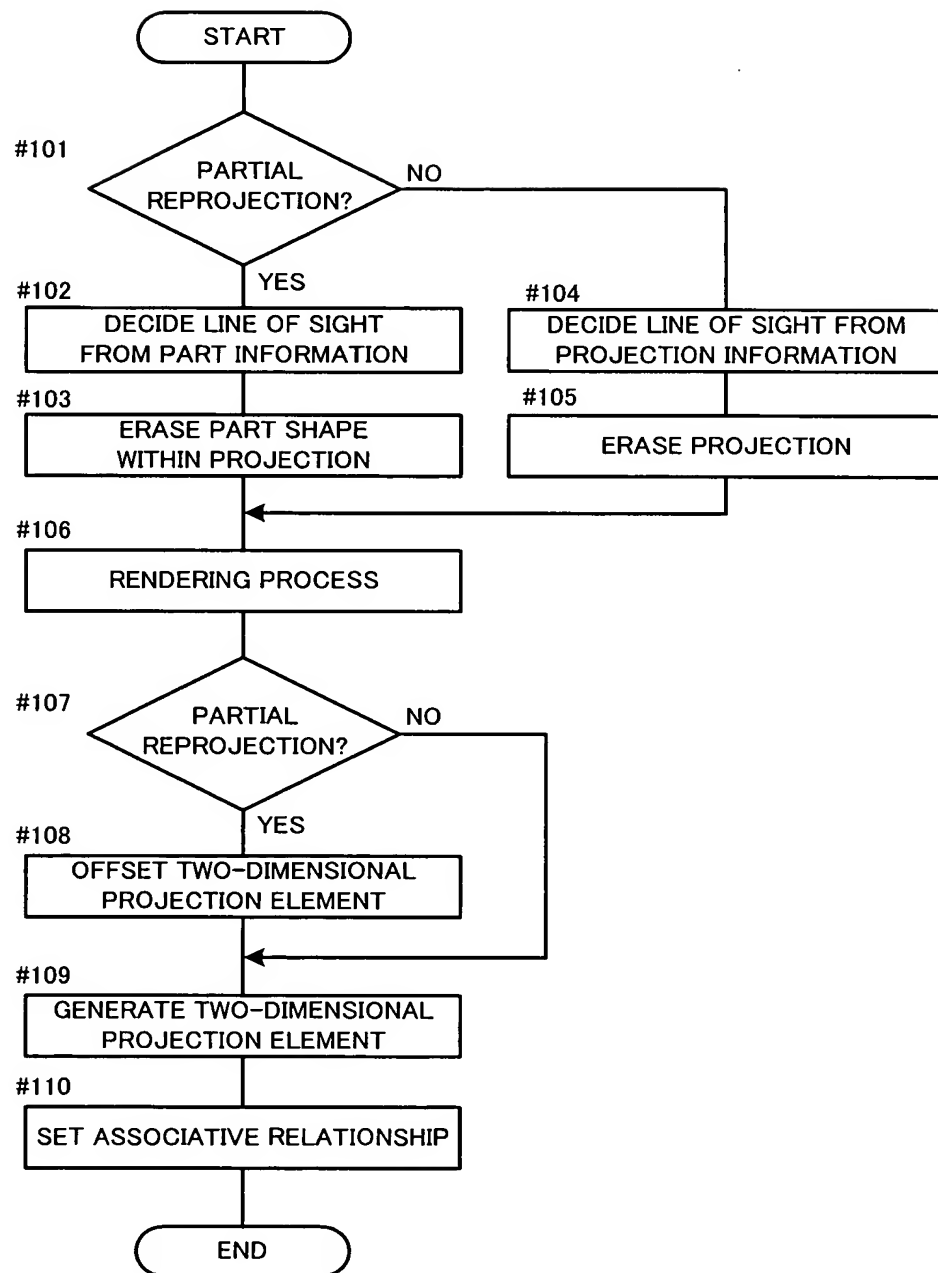 START
#101
PARTIAL
REPROJECTION?
NO
YES
#102
DECIDE LINE OF SIGHT
FROM PART INFORMATION
#104
DECIDE LINE OF SIGHT FROM
PROJECTION INFORMATION
#103
ERASE PART SHAPE
WITHIN PROJECTION
#105
ERASE PROJECTION
#106
RENDERING PROCESS
#107
PARTIAL
REPROJECTION?
NO
YES
#108
OFFSET TWO-DIMENSIONAL
PROJECTION ELEMENT
#109
GENERATE TWO-DIMENSIONAL
PROJECTION ELEMENT
#110
SET ASSOCIATIVE RELATIONSHIP
END